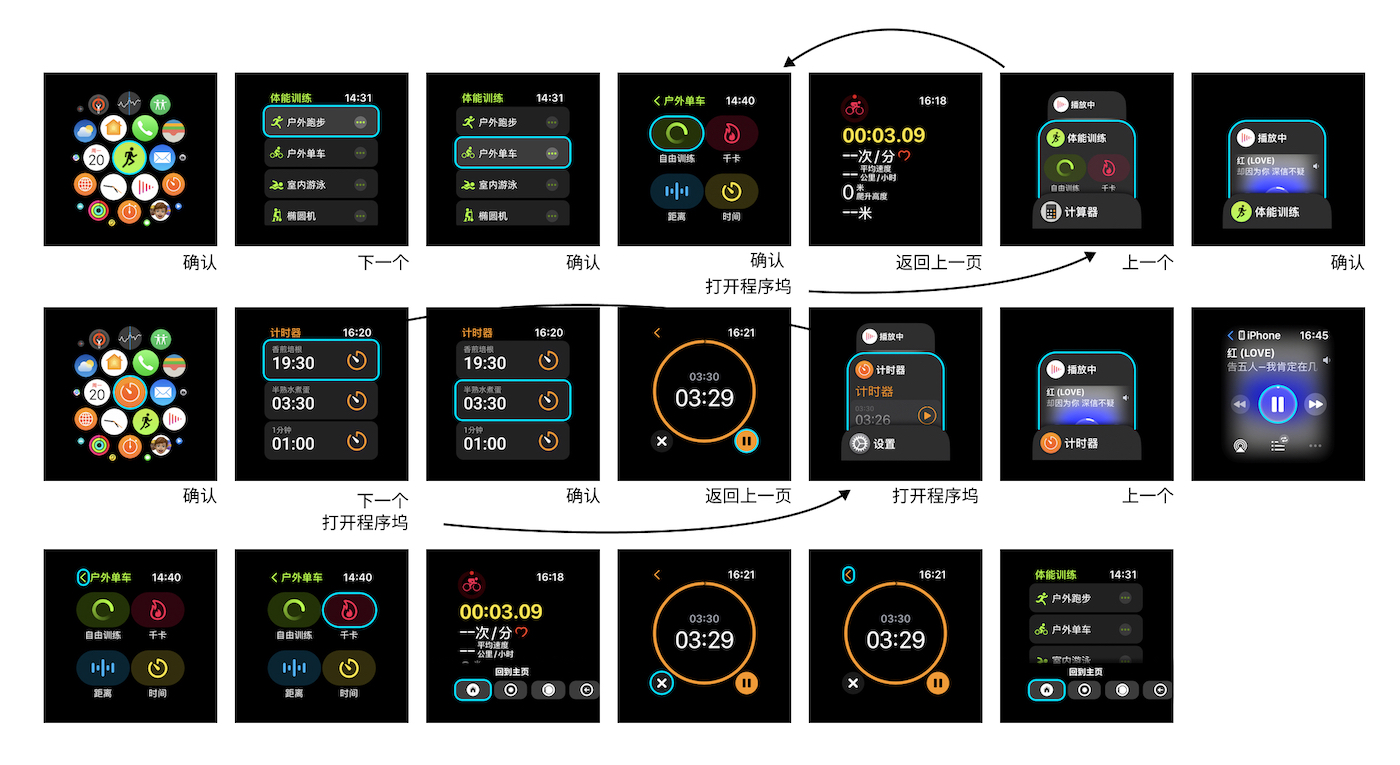 周一
20
确认
体能训练 14:31
户外跑步
户外单车
室内游泳
椭圆机
下一个
体能训练 14:31
户外跑步
户外单车
室内游泳
椭圆机
确认
户外单车 14:40
自由训练 千卡
距离 时间
确认
打开程序坞
16:18
00:03.09
--次/分
-- 平均速度 公里/小时
0 米 爬升高度
--米
返回上一页
播放中
体能训练
自由训练 千卡
计算器
上一个
播放中
红 (LOVE)
却因为你 深信不疑
体能训练
确认
周一
20
确认
计时器 16:20
香煎培根
19:30
半熟水煮蛋
03:30
1分钟
01:00
下一个
打开程序坞
计时器 16:20
香煎培根
19:30
半熟水煮蛋
03:30
1分钟
01:00
确认
16:21
03:30
03:29
返回上一页
播放中
计时器
计时器
03:30
03:26
设置
打开程序坞
播放中
红 (LOVE)
却因为你 深信不疑
计时器
上一个
iPhone 16:45
红 (LOVE)
告五人—我肯定在几
户外单车 14:40
自由训练 千卡
距离 时间
户外单车 14:40
自由训练 千卡
距离 时间
16:18
00:03.09
--次/分
-- 平均速度 公里/小时
回到主页
16:21
03:30
03:29
16:21
03:30
03:29
体能训练 14:31
户外跑步
户外单车
室内游泳
回到主页